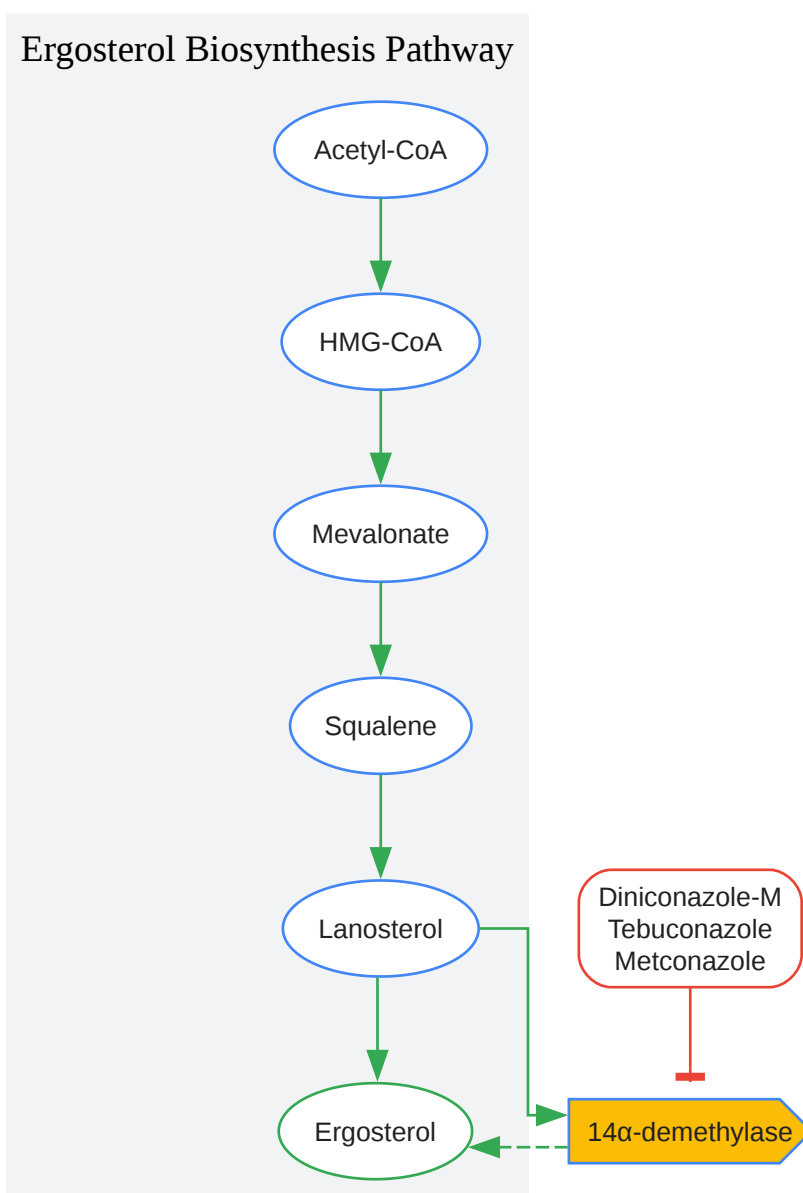 Ergosterol Biosynthesis Pathway
Acetyl-CoA
HMG-CoA
Mevalonate
Squalene
Lanosterol
Diniconazole-M
Tebuconazole
Metconazole
Ergosterol
14α-demethylase